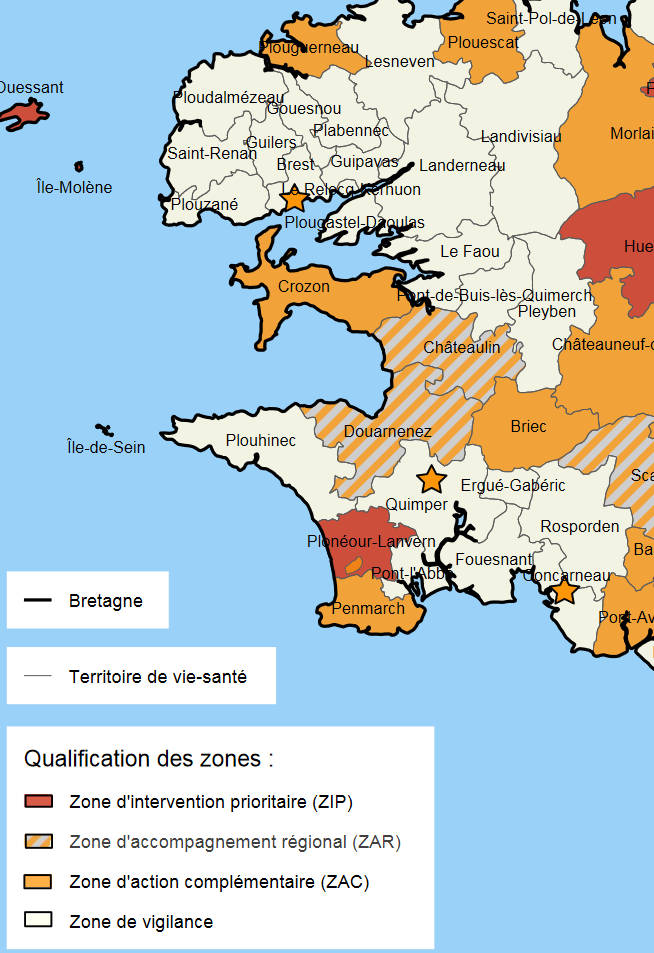 Saint-Pol-de-Léon
Plouguerneau
Plouescat
Lesneven
Ouessant
Ploudalmézeau
Gouesnou
Plabennec
Morlai
Landivisiau
Guilers
Saint-Renan
Brest
Guipavas
Landerneau
Île-Molène
Le Relecq-Kerhuon
Plouzané
Plougastel-Daoulas
Hue
Le Faou
Crozon
Pont-de-Buis-lès-Quimerch
Pleyben
Châteaulin
Châteauneuf-d
Briec
Douarnenez
Plouhinec
Île-de-Sein
Sca
Ergué-Gabéric
Quimper
Rosporden
Plonéour-Lanvern
Ba
Fouesnant
Pont-l'Abbé
Concarneau
Penmarch
Pont-Av
Bretagne
Territoire de vie-santé
Qualification des zones :
Zone d'intervention prioritaire (ZIP)
Zone d'accompagnement régional (ZAR)
Zone d'action complémentaire (ZAC)
Zone de vigilance